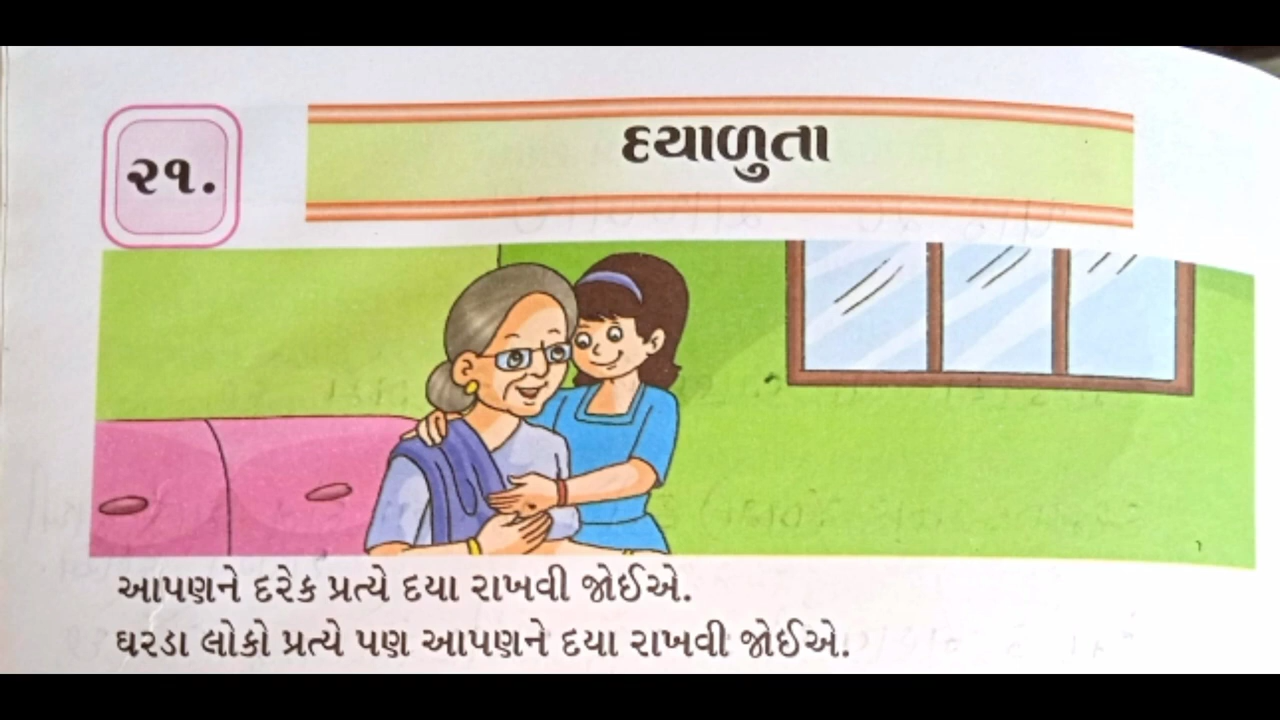 ૨૧.
દયાળુતા
આપણને દરેક પ્રત્યે દયા રાખવી જોઈએ.
ઘરડા લોકો પ્રત્યે પણ આપણને દયા રાખવી જોઈએ.